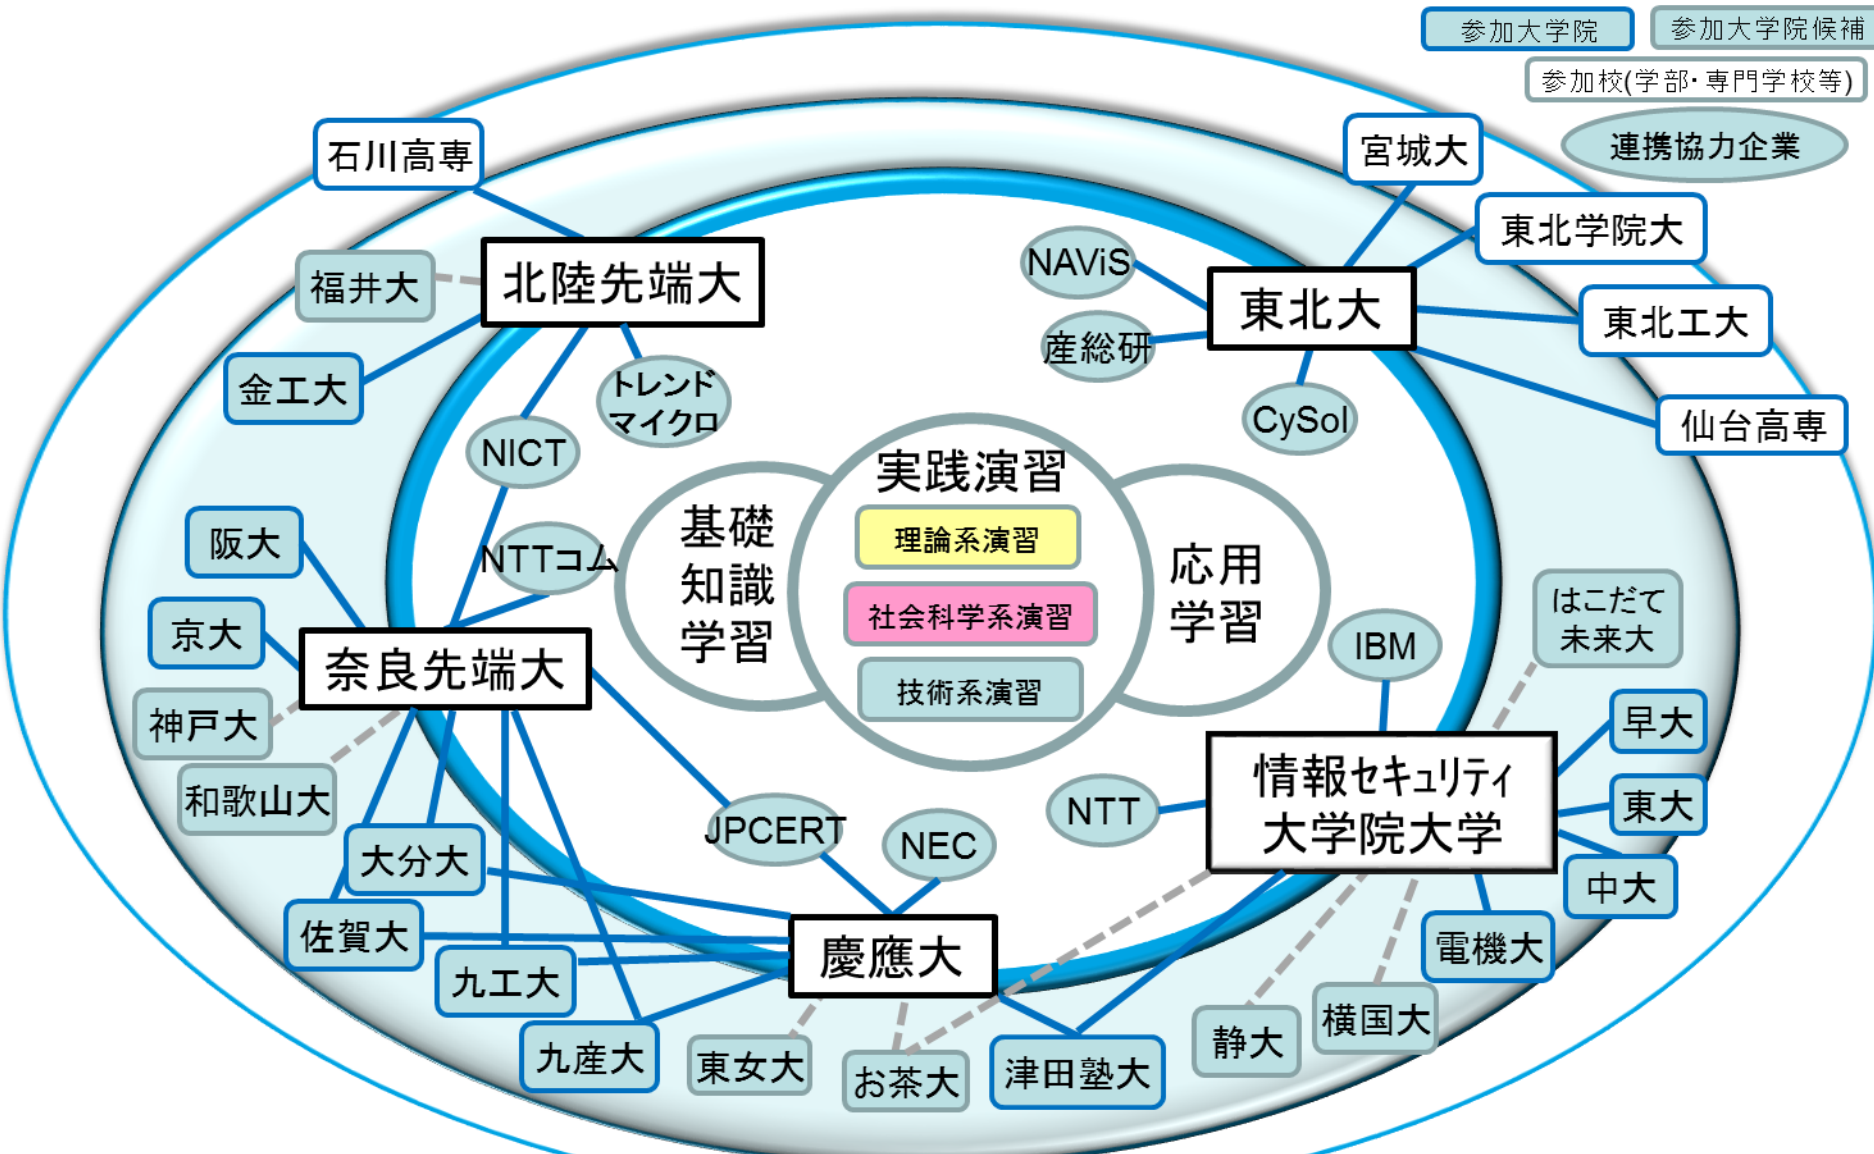 参加大学院
参加大学院候補
参加校(学部・専門学校等)
連携協力企業
石川高専
宮城大
東北学院大
福井大
北陸先端大
NAViS
東北大
東北工大
産総研
金工大
トレンド
マイクロ
CySol
仙台高専
NICT
実践演習
理論系演習
社会科学系演習
技術系演習
基礎
知識
学習
応用
学習
阪大
NTTコム
京大
奈良先端大
神戸大
和歌山大
IBM
はこだて
未来大
早大
情報セキュリティ
大学院大学
東大
NTT
中大
JPCERT
NEC
大分大
佐賀大
慶應大
電機大
九工大
九産大
東女大
お茶大
津田塾大
静大
横国大